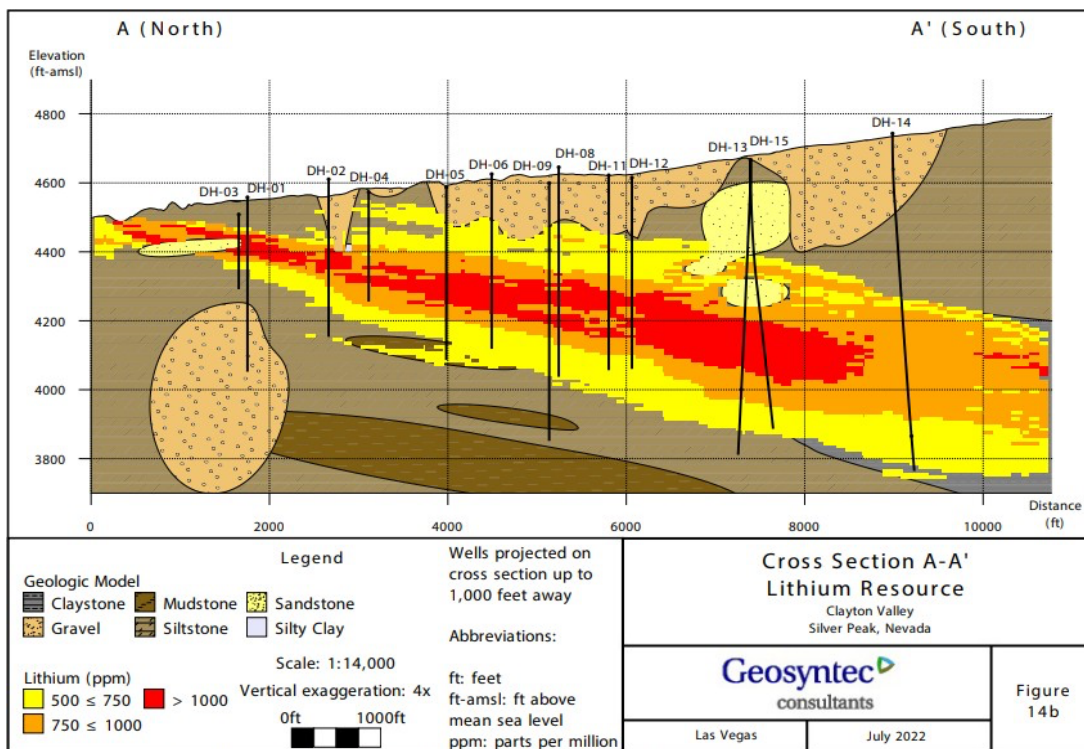 A (North)
A' (South)
Elevation
(ft-amsl)
4800
4600
4400
4200
4000
3800
DH-03
DH-01
DH-02
DH-04
DH-05
DH-06
DH-09
DH-08
DH-11
DH-12
DH-13
DH-15
DH-14
0
2000
4000
6000
8000
10000
Distance
(ft)
Legend
Geologic Model
Claystone
Mudstone
Sandstone
Gravel
Siltstone
Silty Clay
Lithium (ppm)
500 ≤ 750
> 1000
750 ≤ 1000
Scale: 1:14,000
Vertical exaggeration: 4x
0ft
1000ft
Wells projected on
cross section up to
1,000 feet away
Abbreviations:
ft: feet
ft-amsl: ft above
mean sea level
ppm: parts per million
Cross Section A-A'
Lithium Resource
Clayton Valley
Silver Peak, Nevada
Geosyntec
consultants
Las Vegas
July 2022
Figure
14b